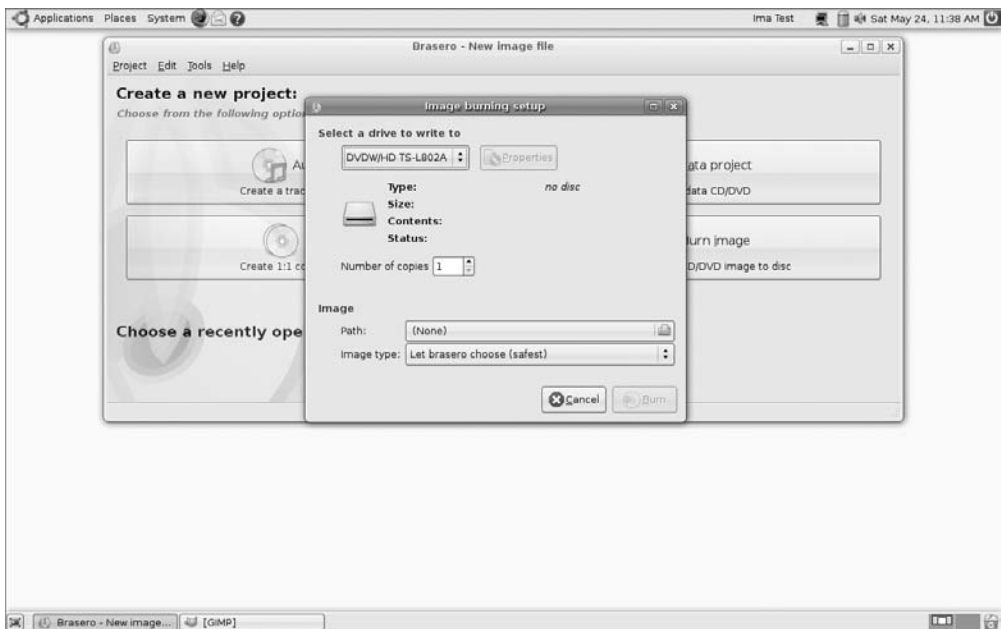 Applications Places System Ima Test Sat May 24, 11:38 AM
Brasero - New image file
Project Edit Tools Help
Create a new project:
Choose from the following optio
Au
Create a trac
ata project
data CD/DVD
Create 1:1 co
urn image
D/DVD image to disc
Choose a recently ope
Image burning setup
Select a drive to write to
DVDW/HD TS-L802A Properties
Type: no disc
Size:
Contents:
Status:
Number of copies 1
Image
Path: (None)
Image type: Let brasero choose (safest)
Cancel Burn
Brasero - New image... [GIMP]